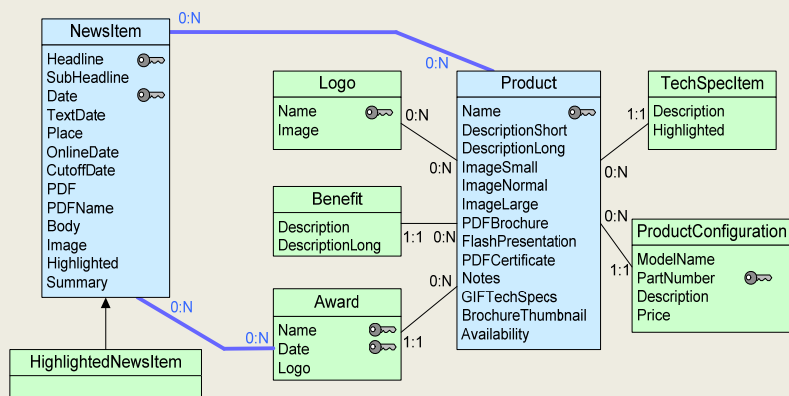 NewsItem
Headline
SubHeadline
Date
TextDate
Place
OnlineDate
CutoffDate
PDF
PDFName
Body
Image
Highlighted
Summary
0:N
0:N
0:N
0:N
HighlightedNewsItem
Logo
Name
Image
0:N
0:N
Benefit
Description
DescriptionLong
1:1
0:N
Award
Name
Date
Logo
0:N
1:1
Product
Name
DescriptionShort
DescriptionLong
ImageSmall
ImageNormal
ImageLarge
PDFBrochure
FlashPresentation
PDFCertificate
Notes
GIFTechSpecs
BrochureThumbnail
Availability
TechSpecItem
Description
Highlighted
1:1
0:N
0:N
1:1
ProductConfiguration
ModelName
PartNumber
Description
Price